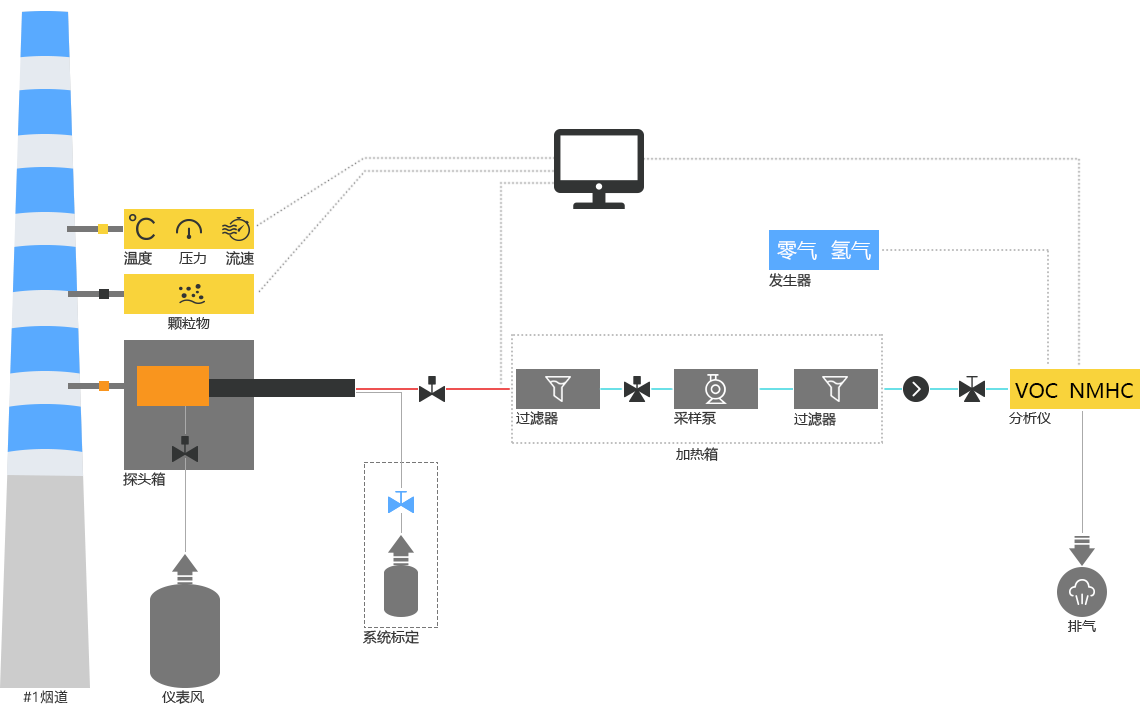 ℃
温度 压力 流速
颗粒物
探头箱
零气 氢气
发生器
过滤器
采样泵
过滤器
加热箱
VOC NMHC
分析仪
系统标定
排气
#1烟道
仪表风